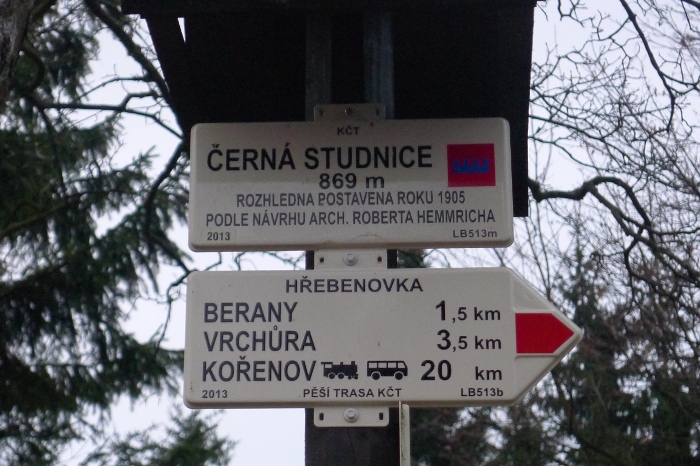 KČT
ČERNÁ STUDNICE
869 m
ROZHLEDNA POSTAVENA ROKU 1905
PODLE NÁVRHU ARCH. ROBERTA HEMMRICHA
2013 LB513m
HŘEBENOVKA
BERANY 1,5 km
VRCHŮRA 3,5 km
KOŘENOV 20 km
2013 PĚŠÍ TRASA KČT LB513b